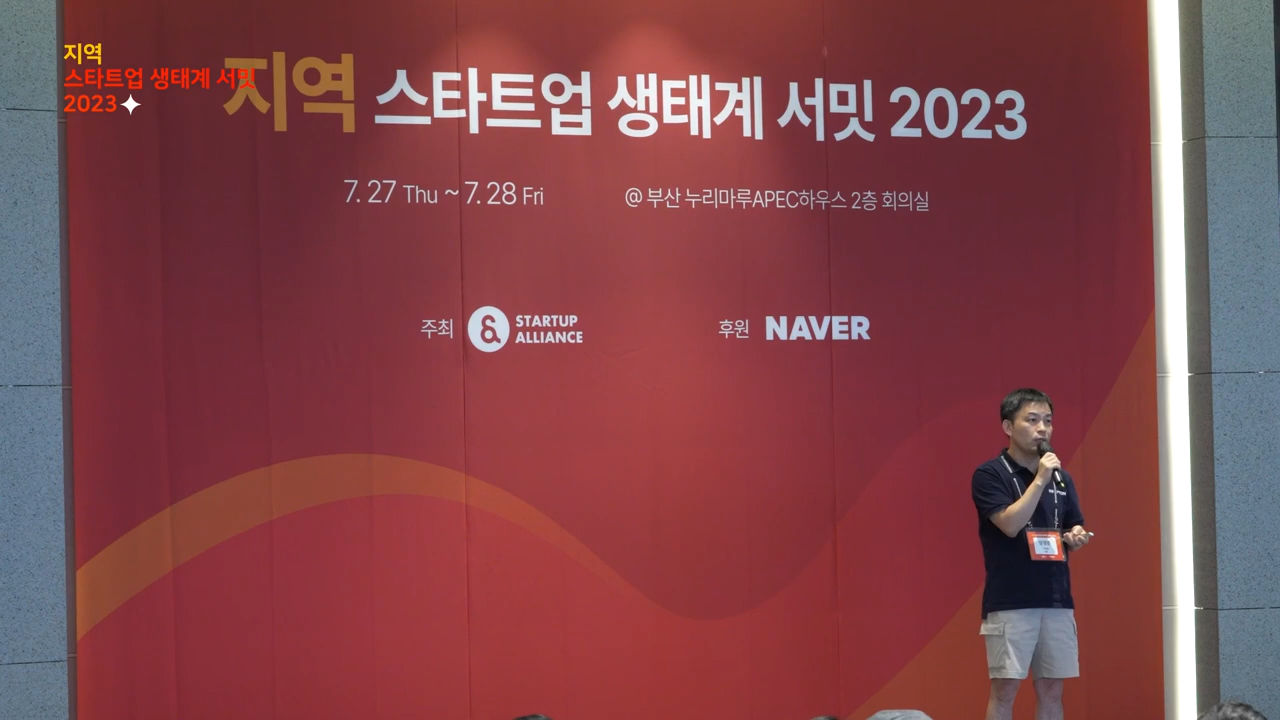 지역
스타트업 생태계 서밋
2023
지역 스타트업 생태계 서밋 2023
7. 27 Thu ~ 7. 28 Fri @ 부산 누리마루APEC하우스 2층 회의실
주최 STARTUP ALLIANCE 후원 NAVER